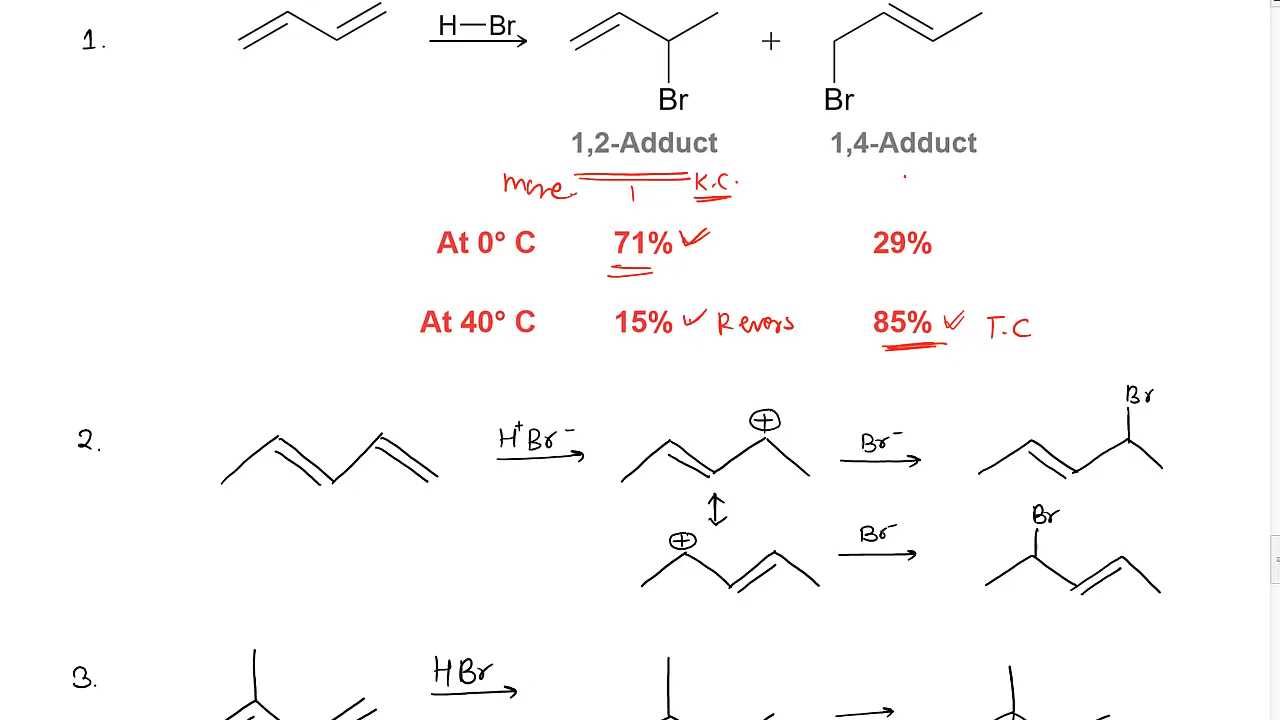 1.
H—Br
+
Br
Br
1,2-Adduct
1,4-Adduct
more
1
K.C.
At 0° C
71%
29%
At 40° C
15%
85%
T.C
2.
H+Br-
+
Br-
Br
+
Br-
Br
3.
HBr